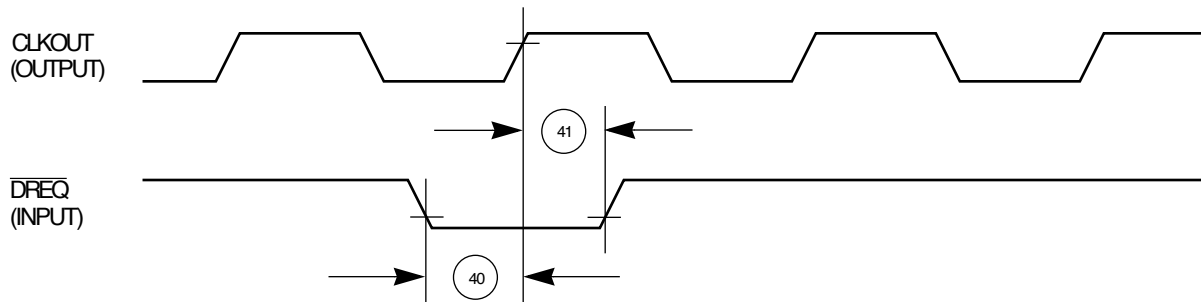 CLKOUT
(OUTPUT)
41
DREQ
(INPUT)
40